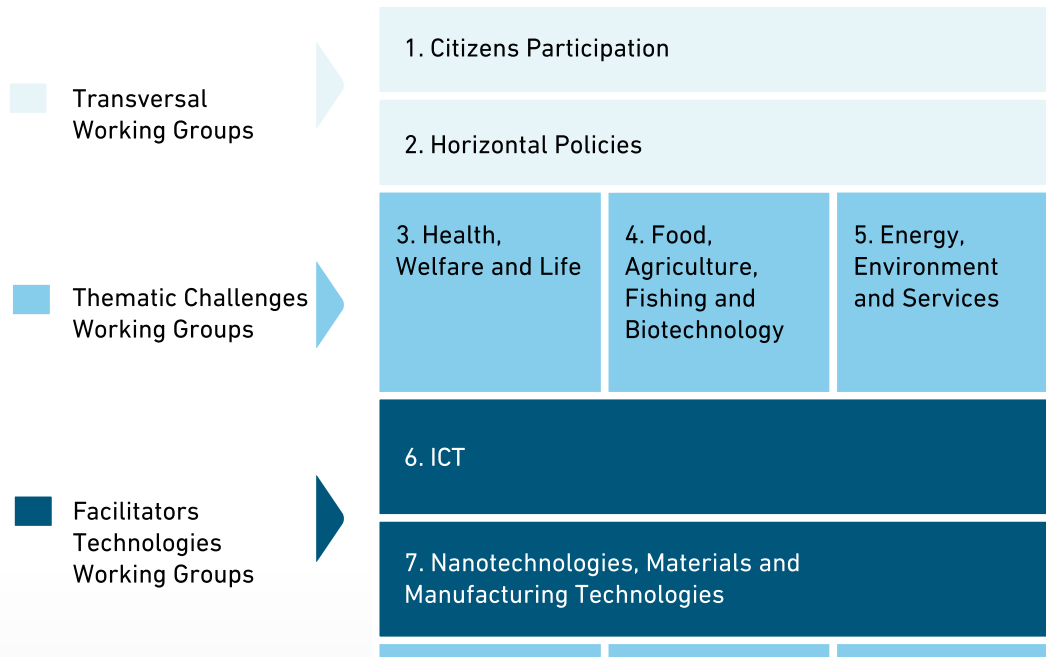 Transversal
Working Groups
1. Citizens Participation
2. Horizontal Policies
Thematic Challenges
Working Groups
3. Health,
Welfare and Life
4. Food,
Agriculture,
Fishing and
Biotechnology
5. Energy,
Environment
and Services
Facilitators
Technologies
Working Groups
6. ICT
7. Nanotechnologies, Materials and
Manufacturing Technologies